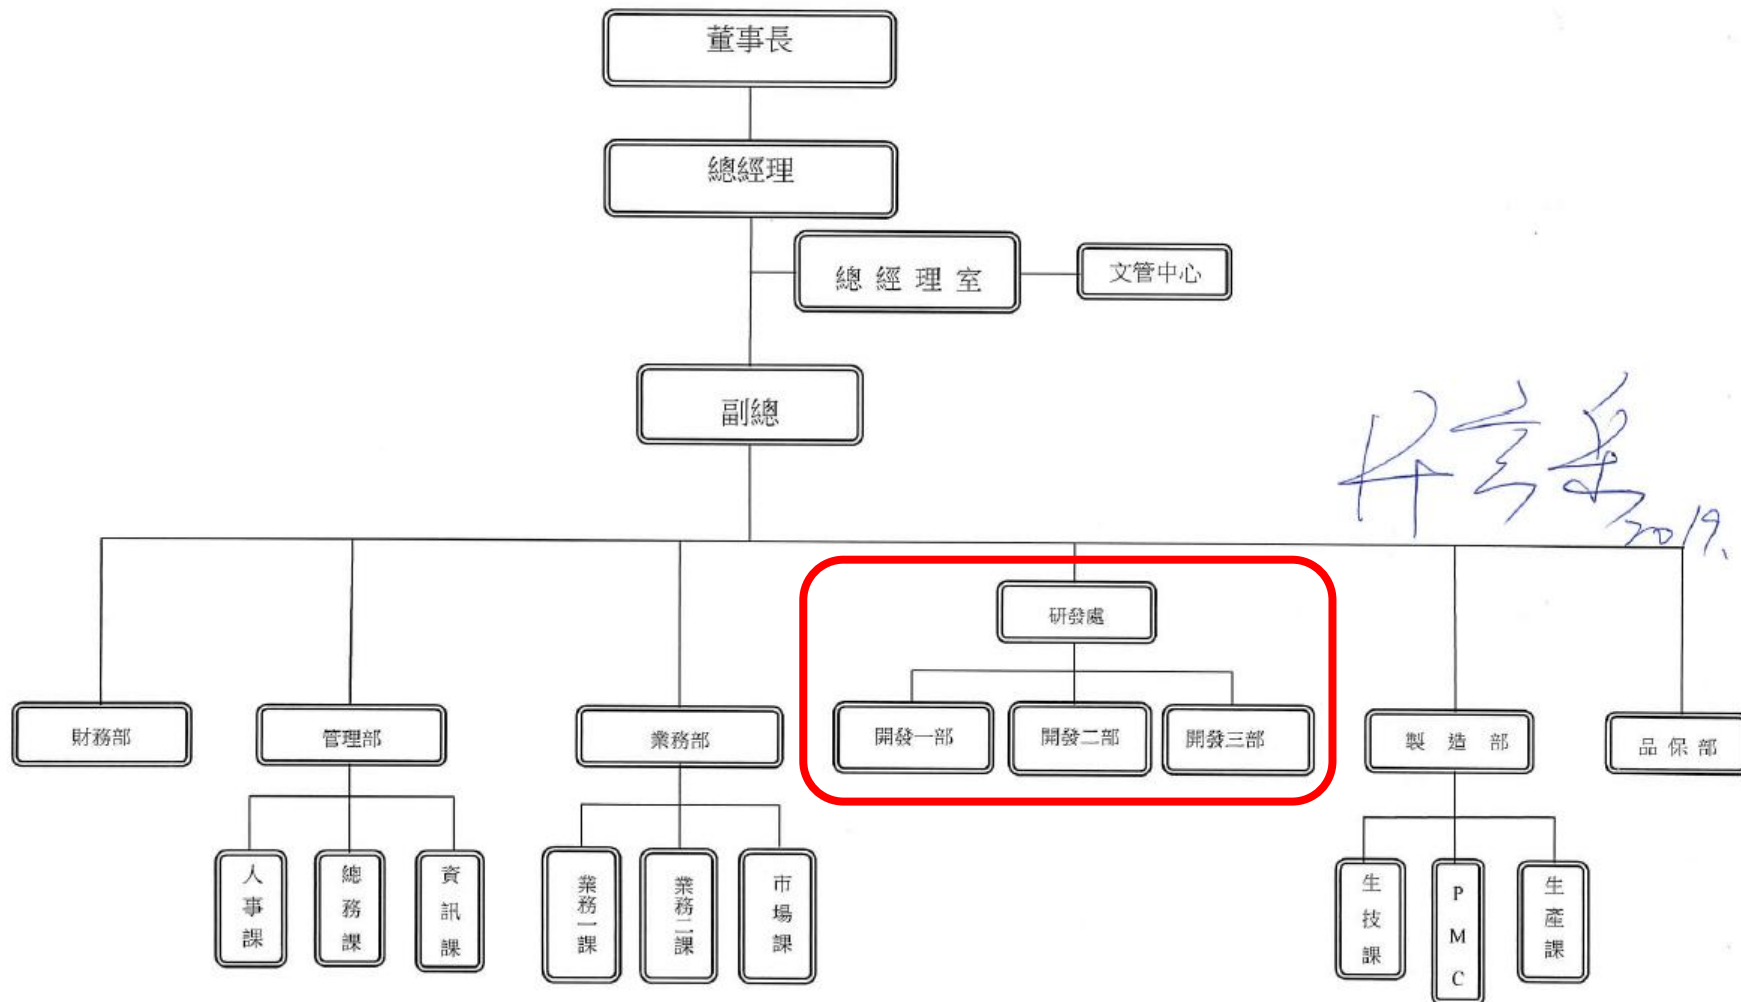 董事長
總經理
總經理室
文管中心
副總
2019.
研發處
財務部
管理部
業務部
開發一部
開發二部
開發三部
製造部
品保部
人事課
總務課
資訊課
業務一課
業務二課
市場課
生技課
PMC
生產課